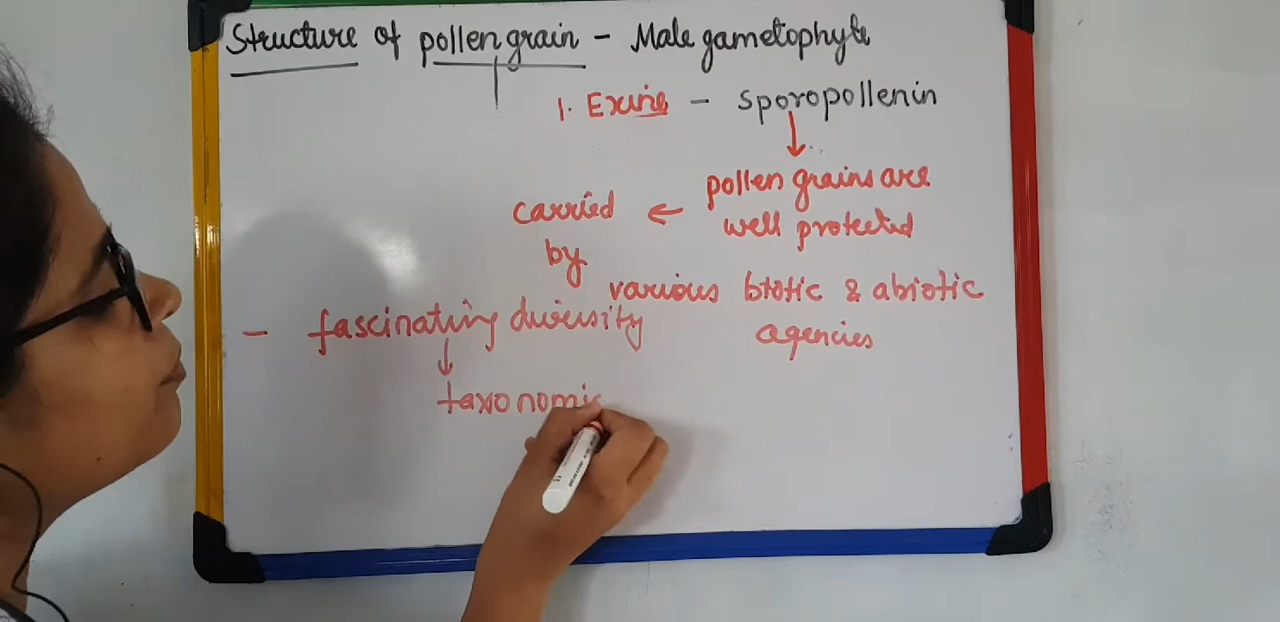 Structure of pollen grain - Male gametophyte
1. Exine - sporopollenin
pollen grains are
well protected
← carried
by
various biotic & abiotic
agencies
- fascinating diversity
taxonomic